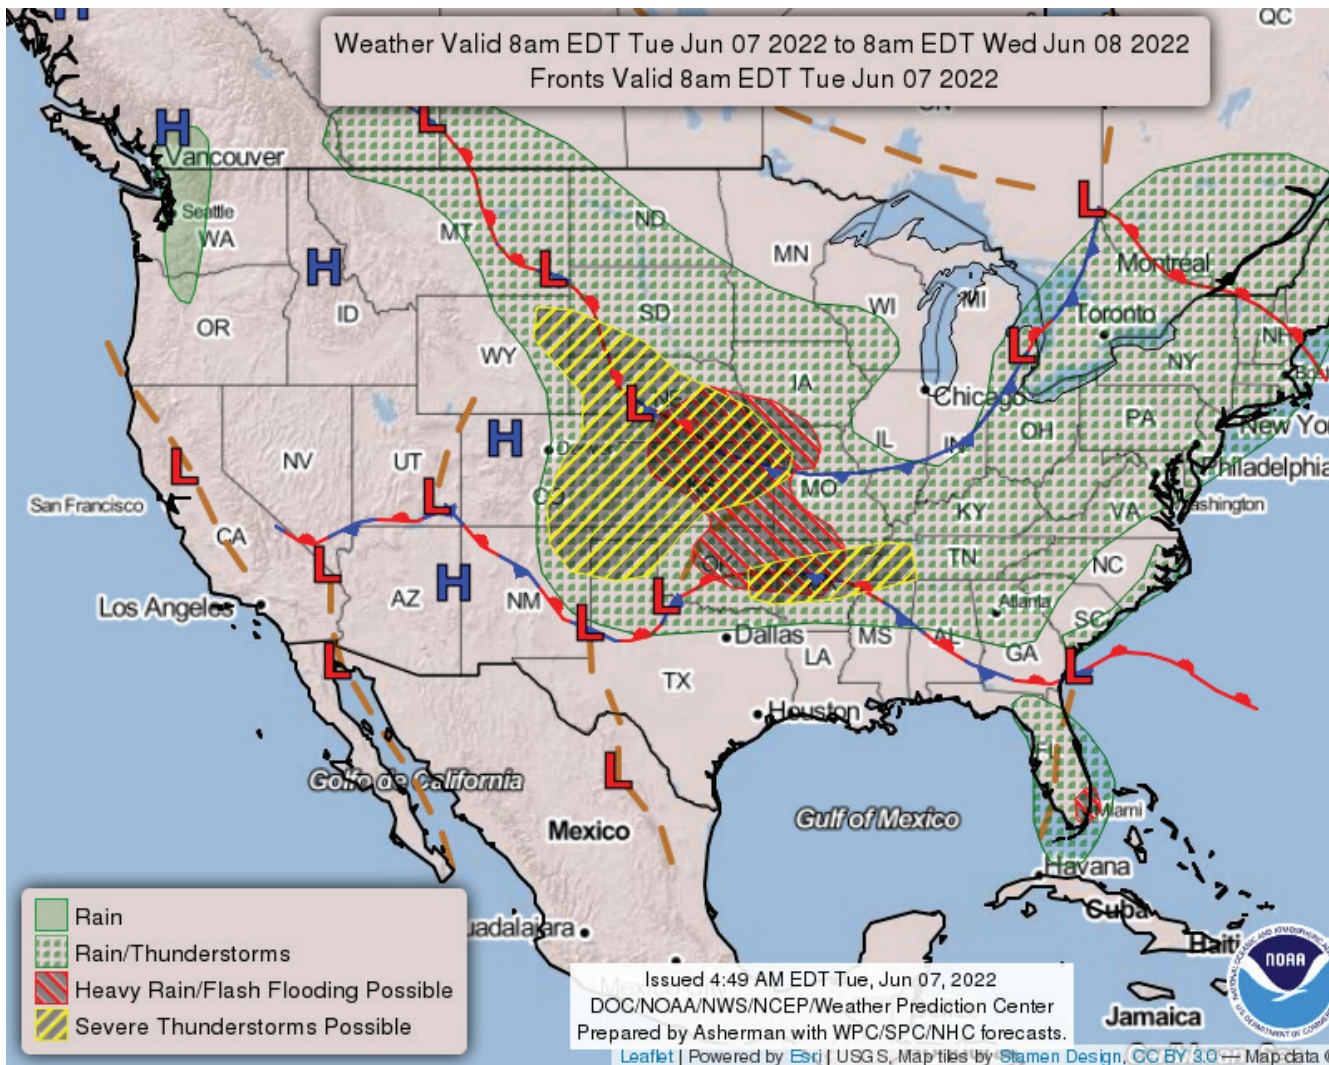 Weather Valid 8am EDT Tue Jun 07 2022 to 8am EDT Wed Jun 08 2022
Fronts Valid 8am EDT Tue Jun 07 2022
QC
H
L
H
Vancouver
Seattle
WA
MT
ND
MN
L
Montréal
H
ID
L
OR
SD
WI
MI
Toronto
WY
L
NY
NH
IA
L
NE
Chicago
PA
New Yo
H
IL
IN
OH
Philadelphia
NV
UT
L
CO
MO
KY
VA
Washington
San Francisco
L
CA
L
H
AZ
NM
OK
TN
NC
Los Angeles
L
L
Atlanta
SC
Dallas
LA
MS
AL
GA
L
L
TX
Houston
L
Golfo de California
FL
Miami
Mexico
Gulf of Mexico
Havana
Cuba
Haiti
uadalajara
Jamaica
Rain
Rain/Thunderstorms
Heavy Rain/Flash Flooding Possible
Severe Thunderstorms Possible
Issued 4:49 AM EDT Tue, Jun 07, 2022
DOC/NOAA/NWS/NCEP/Weather Prediction Center
Prepared by Asherman with WPC/SPC/NHC forecasts.
NOAA
Leaflet | Powered by Esri | USGS, Map tiles by Stamen Design, CC BY 3.0 — Map data ©